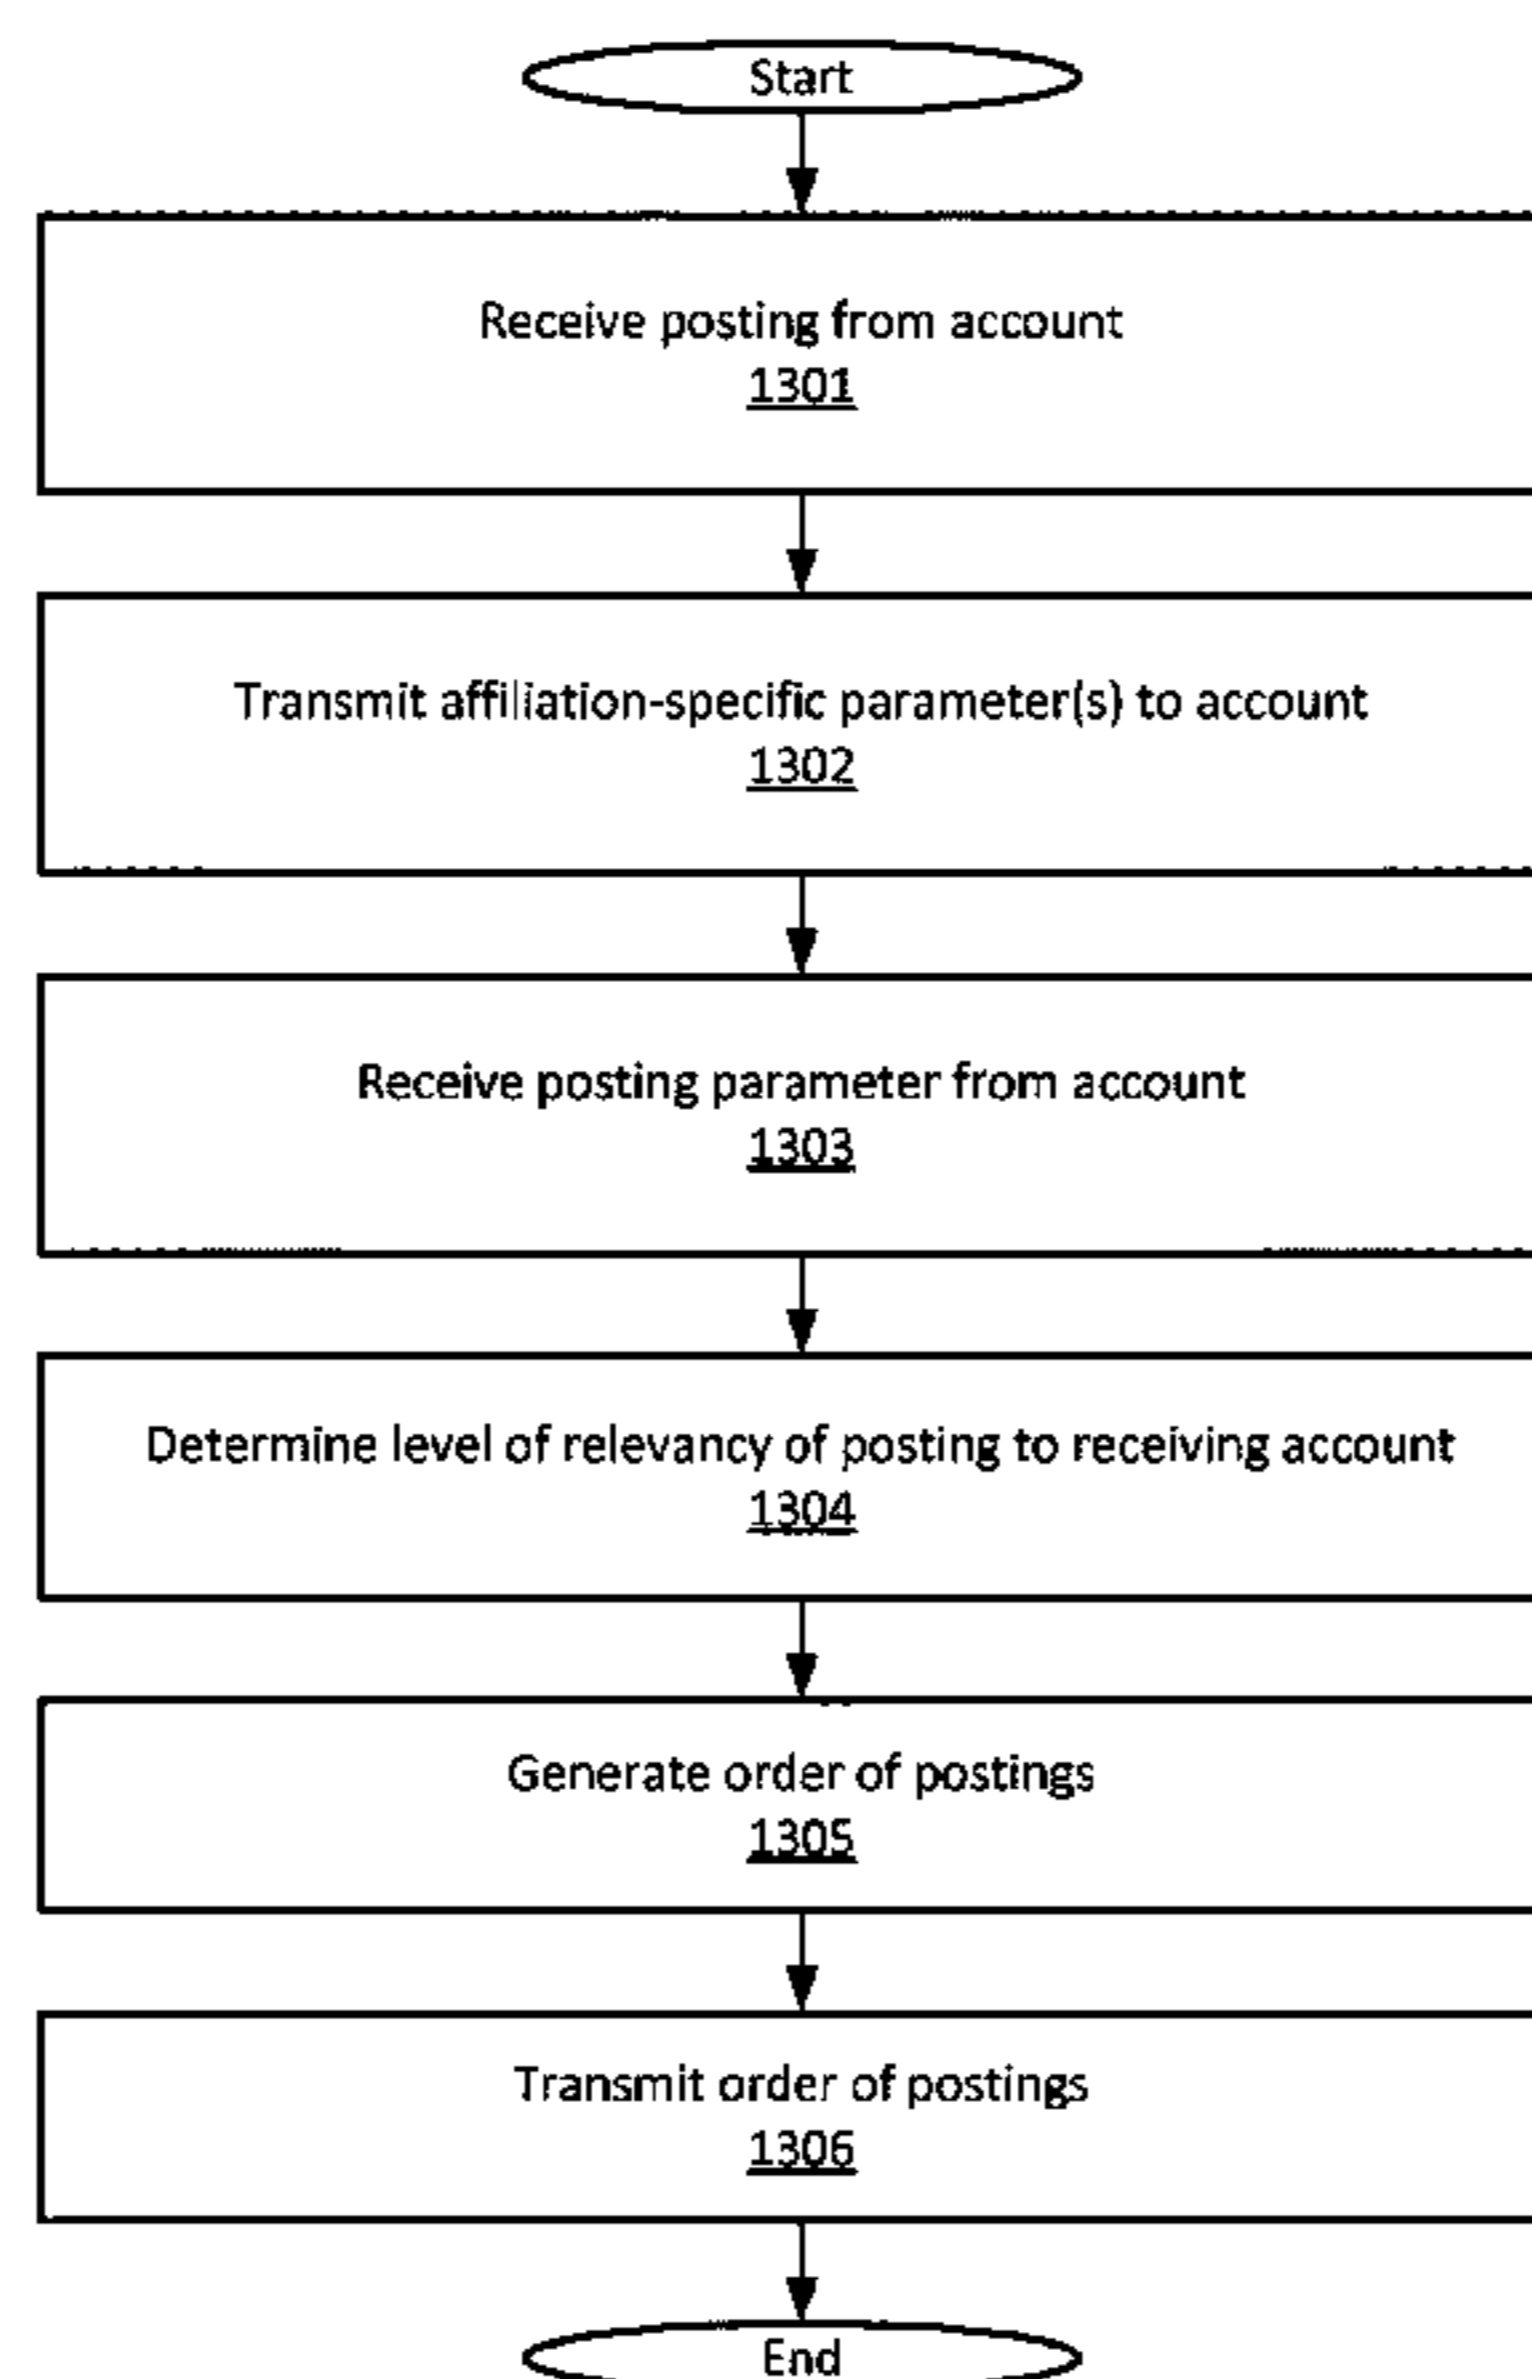 Start
Receive posting from account
1301
Transmit affiliation-specific parameter(s) to account
1302
Receive posting parameter from account
1303
Determine level of relevancy of posting to receiving account
1304
Generate order of postings
1305
Transmit order of postings
1306
End